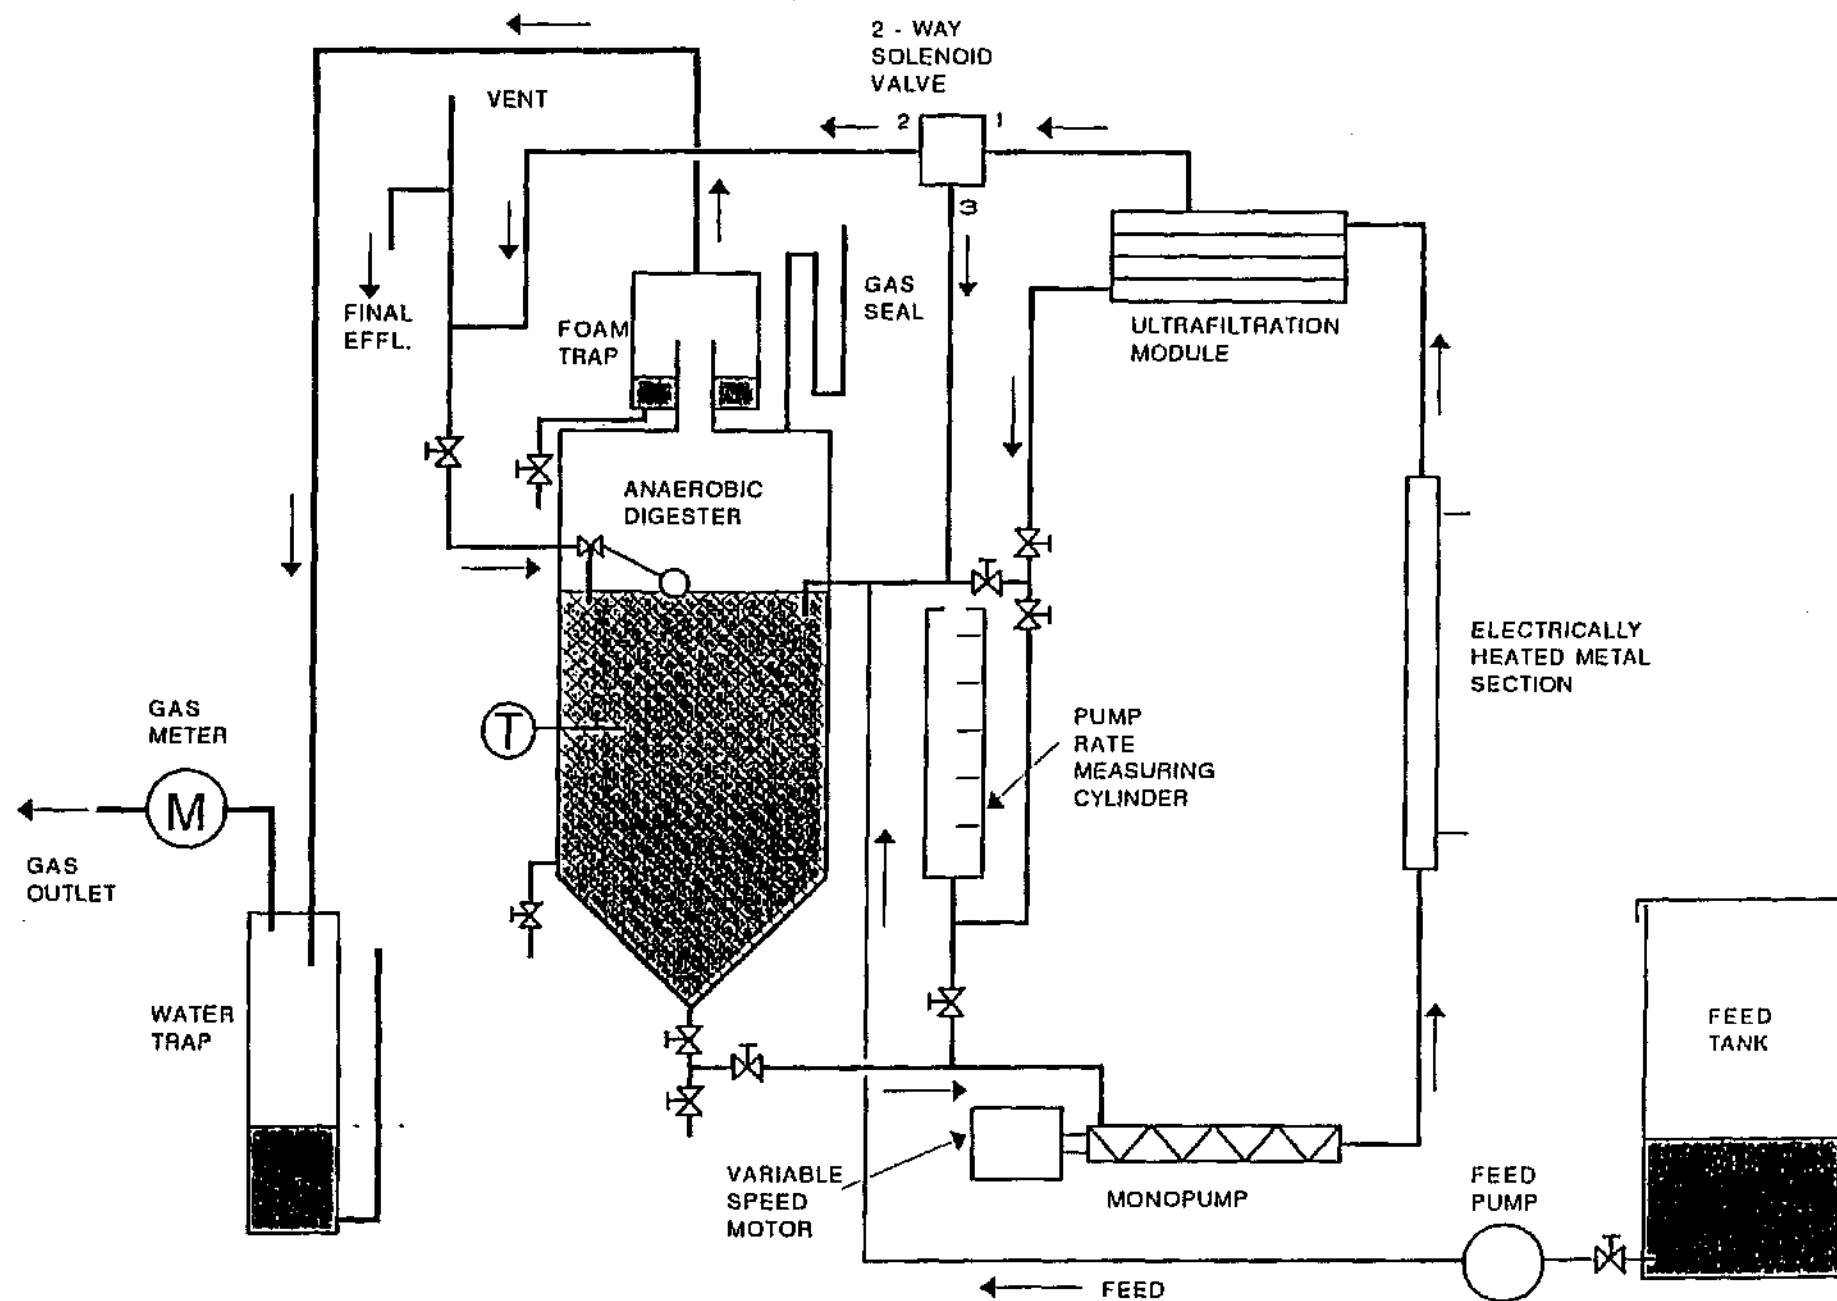 2 - WAY
SOLENOID
VALVE
VENT
2
1
3
GAS
SEAL
FINAL
EFFL.
FOAM
TRAP
ULTRAFILTRATION
MODULE
ANAEROBIC
DIGESTER
ELECTRICALLY
HEATED METAL
SECTION
GAS
METER
T
PUMP
RATE
MEASURING
CYLINDER
M
GAS
OUTLET
WATER
TRAP
FEED
TANK
VARIABLE
SPEED
MOTOR
MONOPUMP
FEED
PUMP
FEED